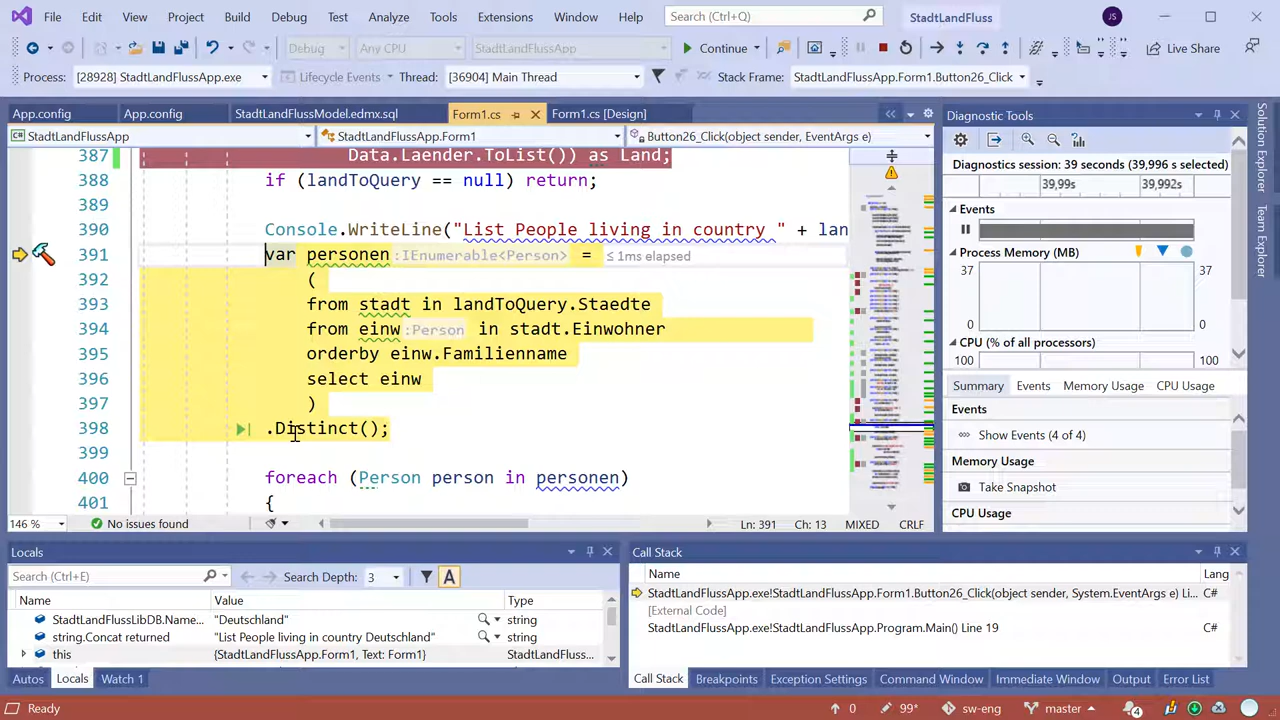 File Edit View Project Build Debug Test Analyze Tools Extensions Window Help Search (Ctrl+Q) StadtLandFluss JS
Debug Any CPU StadtLandFlussApp Continue Live Share
Process: [28928] StadtLandFlussApp.exe Lifecycle Events Thread: [36904] Main Thread Stack Frame: StadtLandFlussApp.Form1.Button26_Click
App.config App.config StadtLandFlussModel.edmx.sql Form1.cs Form1.cs [Design]
StadtLandFlussApp StadtLandFlussApp.Form1 Button26_Click(object sender, EventArgs e)
387 Data.Laender.ToList()) as Land;
388 if (landToQuery == null) return;
389
390 Console.WriteLine("List People living in country " + lan
391 var personen:IEnumerable<Person> = ≤1ms elapsed
392 (
393 from stadt in landToQuery.Staedte
394 from einw:Person in stadt.Einwohner
395 orderby einw.Familienname
396 select einw
397 )
398 .Distinct();
399
400 foreach (Person person in personen)
401 {
146 % No issues found Ln: 391 Ch: 13 MIXED CRLF
Diagnostic Tools
Diagnostics session: 39 seconds (39,996 s selected)
39,99s 39,992s
Events
Process Memory (MB)
37 37
0 0
CPU (% of all processors)
100 100
Summary Events Memory Usage CPU Usage
Events
Show Events (4 of 4)
Memory Usage
Take Snapshot
CPU Usage
Solution Explorer
Team Explorer
Locals
Search (Ctrl+E) Search Depth: 3 A
Name Value Type
StadtLandFlussLibDB.Name... "Deutschland" string
string.Concat returned "List People living in country Deutschland" string
this {StadtLandFlussApp.Form1, Text: Form1} StadtLandFluss...
Autos Locals Watch 1
Call Stack
Name Lang
StadtLandFlussApp.exe!StadtLandFlussApp.Form1.Button26_Click(object sender, System.EventArgs e) Li... C#
[External Code]
StadtLandFlussApp.exe!StadtLandFlussApp.Program.Main() Line 19 C#
Call Stack Breakpoints Exception Settings Command Window Immediate Window Output Error List
Ready 0 99* sw-eng master 4